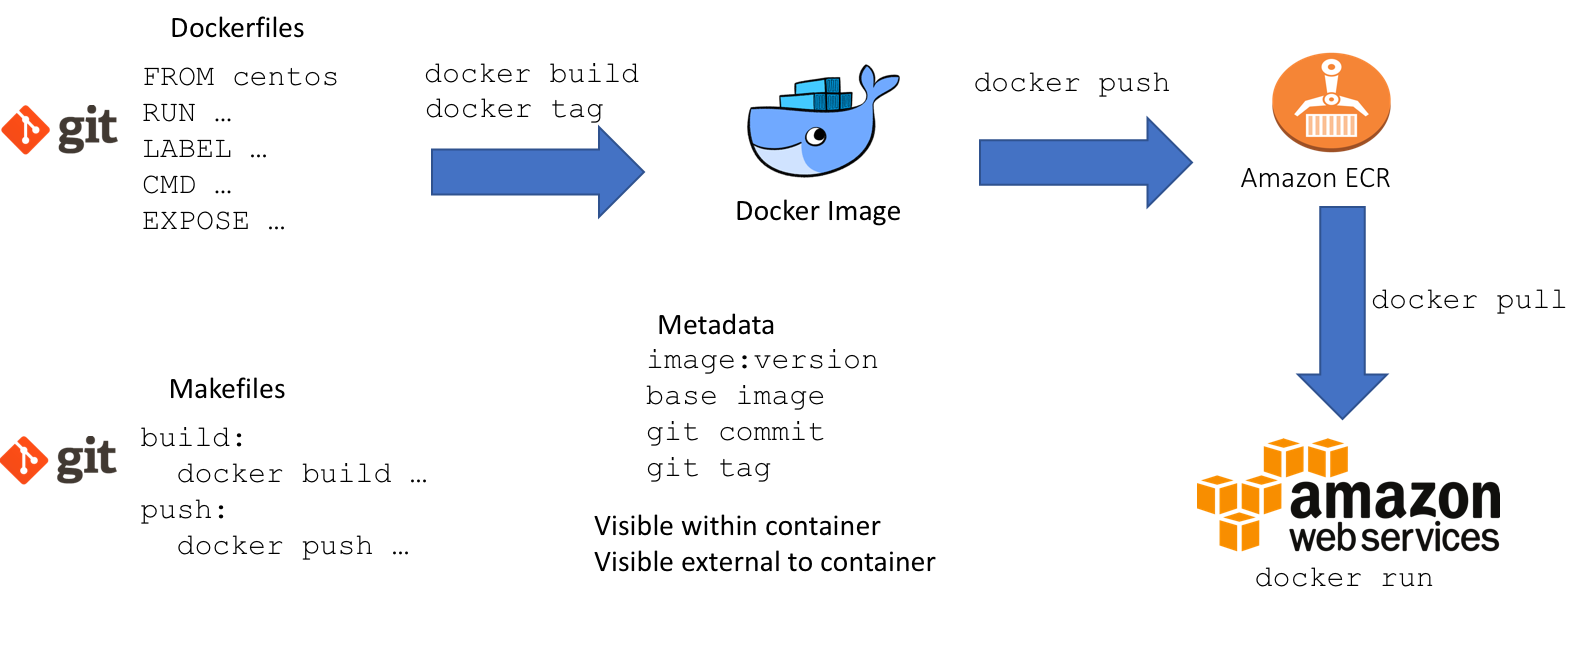 Dockerfiles
FROM centos
RUN …
LABEL …
CMD …
EXPOSE …
git
docker build
docker tag
Docker Image
docker push
Amazon ECR
docker pull
Metadata
image:version
base image
git commit
git tag
Visible within container
Visible external to container
Makefiles
build:
docker build …
push:
docker push …
git
amazon
web services
docker run